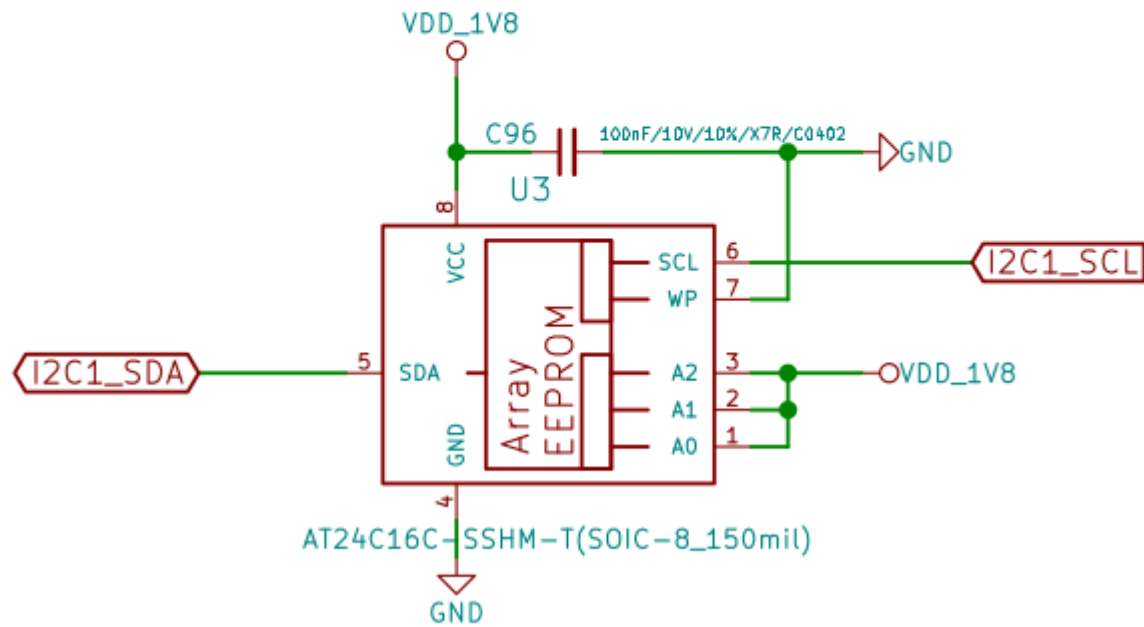 VDD_1V8
C96
100nF/10V/10%/X7R/C0402
GND
U3
8
VCC
SCL
6
I2C1_SCL
WP
7
I2C1_SDA
5
SDA
Array
EEPROM
A2
3
VDD_1V8
A1
2
A0
1
GND
4
AT24C16C-SSHM-T(SOIC-8_150mil)
GND